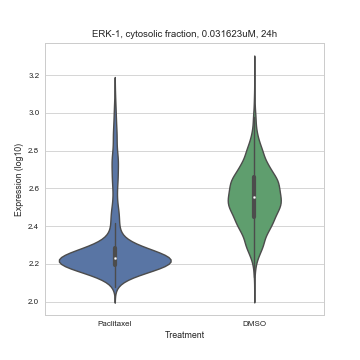 ERK-1, cytosolic fraction, 0.031623uM, 24h
Expression (log10)
3.2
3.0
2.8
2.6
2.4
2.2
2.0
Paclitaxel DMSO
Treatment